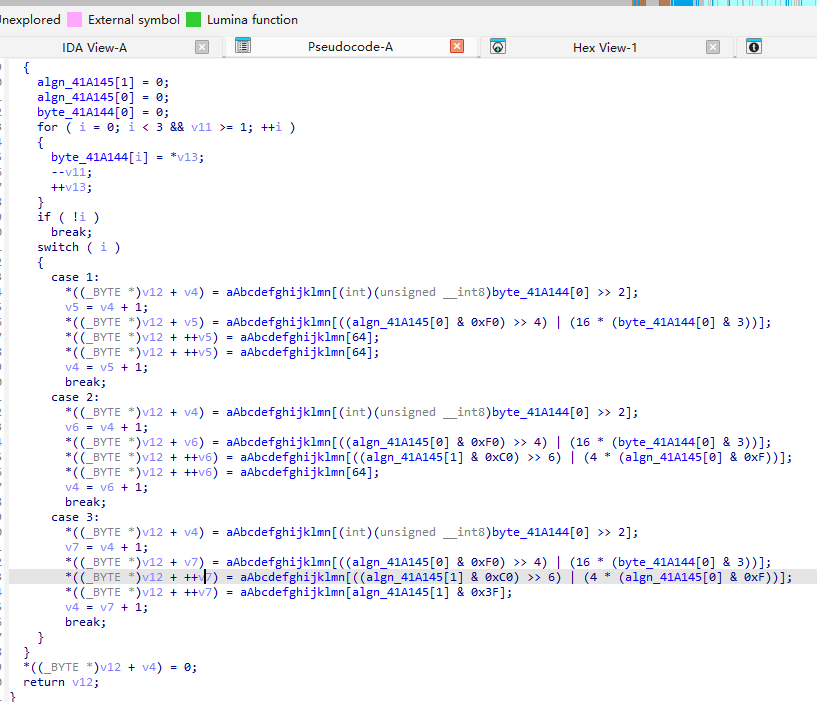 nexplored External symbol Lumina function
IDA View-A Pseudocode-A Hex View-1
{
algn_41A145[1] = 0;
algn_41A145[0] = 0;
byte_41A144[0] = 0;
for ( i = 0; i < 3 && v11 >= 1; ++i )
{
byte_41A144[i] = *v13;
--v11;
++v13;
}
if ( !i )
break;
switch ( i )
{
case 1:
*((_BYTE *)v12 + v4) = aAbcdefghijklmn[(int)(unsigned __int8)byte_41A144[0] >> 2];
v5 = v4 + 1;
*((_BYTE *)v12 + v5) = aAbcdefghijklmn[((algn_41A145[0] & 0xF0) >> 4) | (16 * (byte_41A144[0] & 3))];
*((_BYTE *)v12 + ++v5) = aAbcdefghijklmn[64];
*((_BYTE *)v12 + ++v5) = aAbcdefghijklmn[64];
v4 = v5 + 1;
break;
case 2:
*((_BYTE *)v12 + v4) = aAbcdefghijklmn[(int)(unsigned __int8)byte_41A144[0] >> 2];
v6 = v4 + 1;
*((_BYTE *)v12 + v6) = aAbcdefghijklmn[((algn_41A145[0] & 0xF0) >> 4) | (16 * (byte_41A144[0] & 3))];
*((_BYTE *)v12 + ++v6) = aAbcdefghijklmn[((algn_41A145[1] & 0xC0) >> 6) | (4 * (algn_41A145[0] & 0xF))];
*((_BYTE *)v12 + ++v6) = aAbcdefghijklmn[64];
v4 = v6 + 1;
break;
case 3:
*((_BYTE *)v12 + v4) = aAbcdefghijklmn[(int)(unsigned __int8)byte_41A144[0] >> 2];
v7 = v4 + 1;
*((_BYTE *)v12 + v7) = aAbcdefghijklmn[((algn_41A145[0] & 0xF0) >> 4) | (16 * (byte_41A144[0] & 3))];
*((_BYTE *)v12 + ++v7) = aAbcdefghijklmn[((algn_41A145[1] & 0xC0) >> 6) | (4 * (algn_41A145[0] & 0xF))];
*((_BYTE *)v12 + ++v7) = aAbcdefghijklmn[algn_41A145[1] & 0x3F];
v4 = v7 + 1;
break;
}
}
*((_BYTE *)v12 + v4) = 0;
return v12;
}